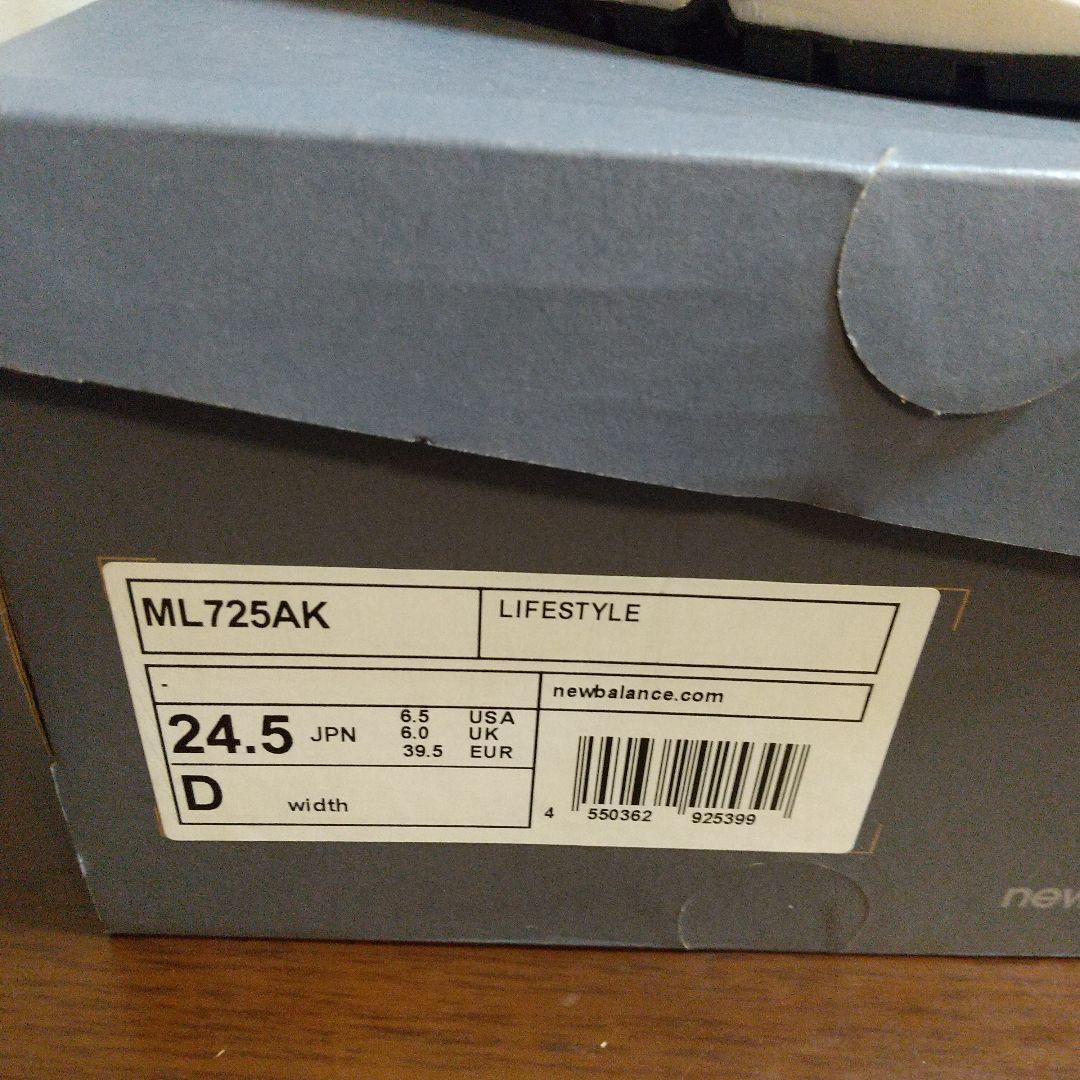 ML725AK
LIFESTYLE
-
newbalance.com
24.5 JPN
6.5 USA
6.0 UK
39.5 EUR
D width
4 550362 925399
new